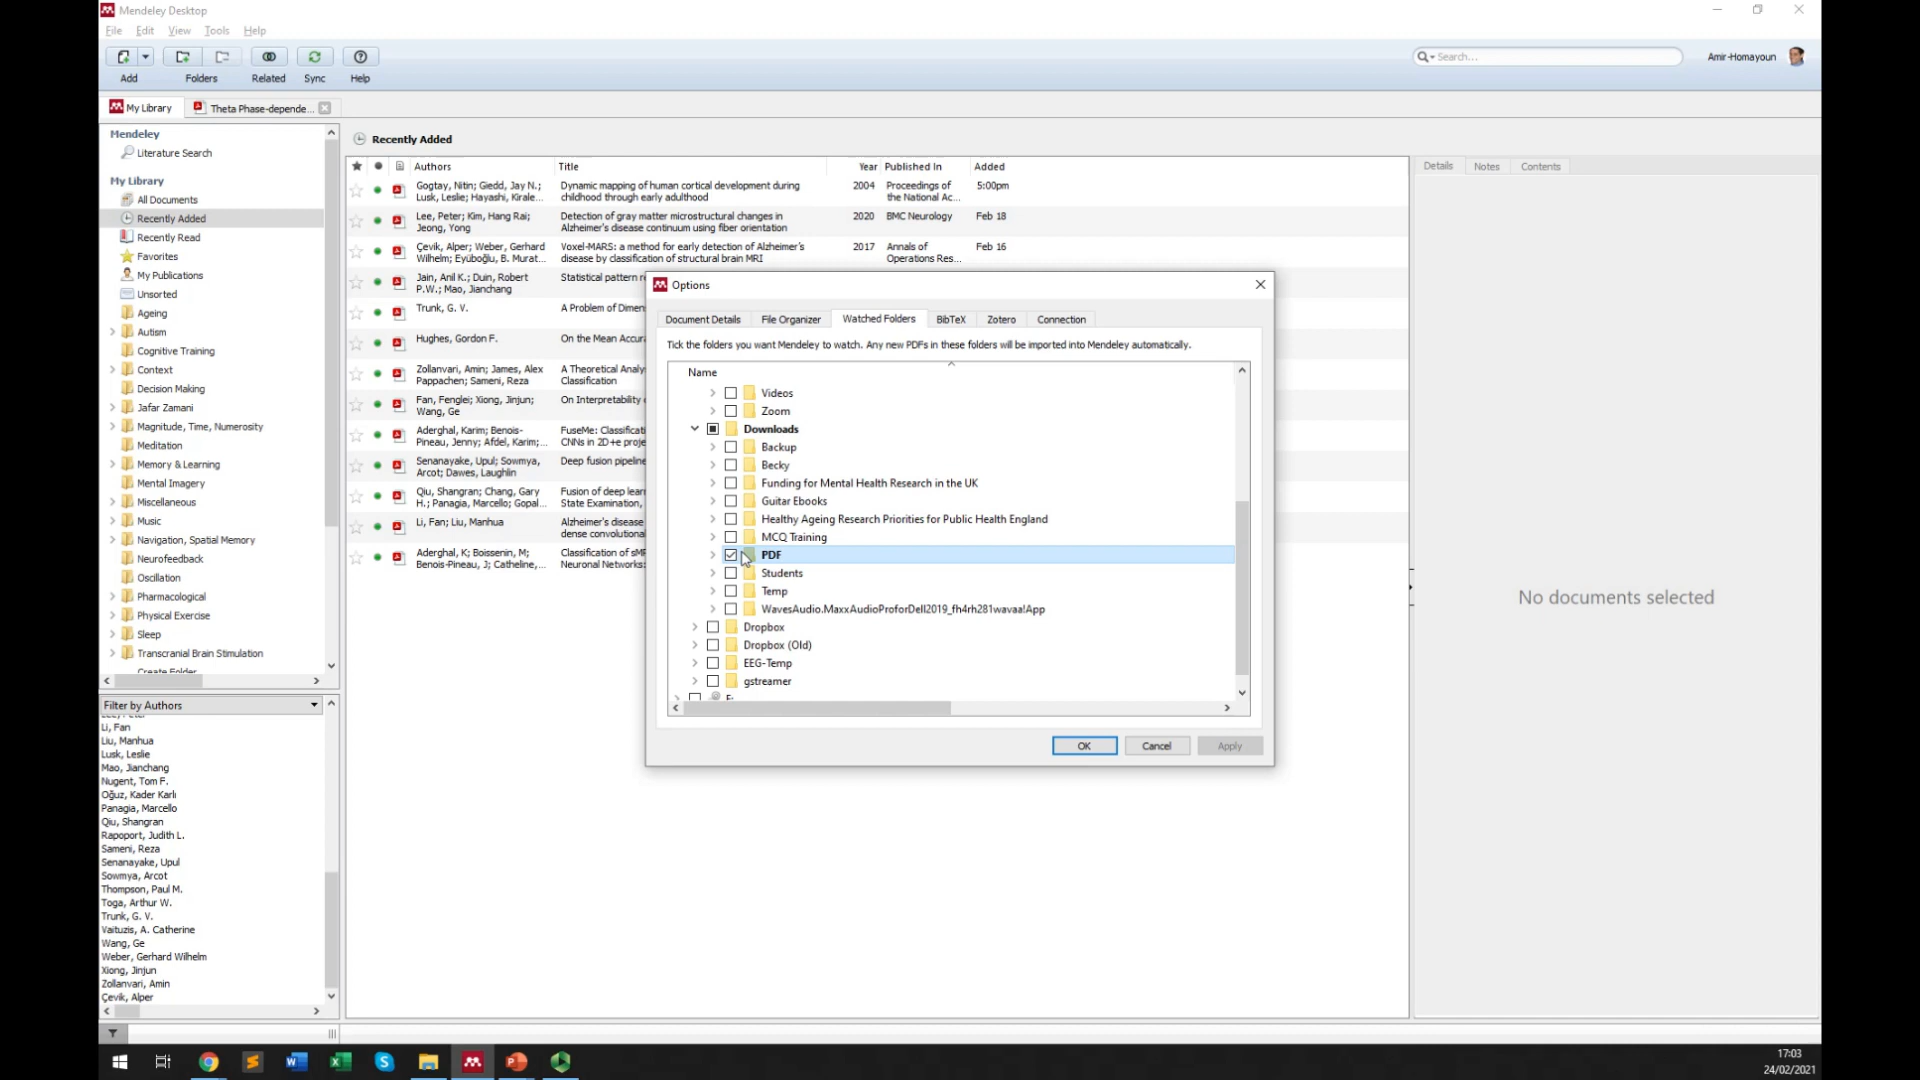 Mendeley Desktop
File Edit View Tools Help
Add Folders Related Sync Help
Search...
Amir-Homayoun
My Library
Theta Phase-depende...
Mendeley
Literature Search
My Library
All Documents
Recently Added
Recently Read
Favorites
My Publications
Unsorted
Ageing
Autism
Cognitive Training
Context
Decision Making
Jafar Zamani
Magnitude, Time, Numerosity
Meditation
Memory & Learning
Mental Imagery
Miscellaneous
Music
Navigation, Spatial Memory
Neurofeedback
Oscillation
Pharmacological
Physical Exercise
Sleep
Transcranial Brain Stimulation
Create Folder
Filter by Authors
Li, Fan
Liu, Manhua
Lusk, Leslie
Mao, Jianchang
Nugent, Tom F.
Oğuz, Kader Karlı
Panagia, Marcello
Qiu, Shangran
Rapoport, Judith L.
Sameni, Reza
Senanayake, Upul
Sowmya, Arcot
Thompson, Paul M.
Toga, Arthur W.
Trunk, G. V.
Vaituzis, A. Catherine
Wang, Ge
Weber, Gerhard Wilhelm
Xiong, Jinjun
Zollanvari, Amin
Çevik, Alper
Recently Added
Authors Title Year Published In Added
Gogtay, Nitin; Giedd, Jay N.; Dynamic mapping of human cortical development during 2004 Proceedings of 5:00pm
Lusk, Leslie; Hayashi, Kirale... childhood through early adulthood the National Ac...
Lee, Peter; Kim, Hang Rai; Detection of gray matter microstructural changes in 2020 BMC Neurology Feb 18
Jeong, Yong Alzheimer's disease continuum using fiber orientation
Çevik, Alper; Weber, Gerhard Voxel-MARS: a method for early detection of Alzheimer's 2017 Annals of Feb 16
Wilhelm; Eyüboğlu, B. Murat... disease by classification of structural brain MRI Operations Res...
Jain, Anil K.; Duin, Robert Statistical pattern r
P.W.; Mao, Jianchang
Trunk, G. V. A Problem of Dimen
Hughes, Gordon F. On the Mean Accura
Zollanvari, Amin; James, Alex A Theoretical Analy
Pappachen; Sameni, Reza Classification
Fan, Fenglei; Xiong, Jinjun; On Interpretability
Wang, Ge
Aderghal, Karim; Benois- FuseMe: Classificati
Pineau, Jenny; Afdel, Karim;... CNNs in 2D+e proje
Senanayake, Upul; Sowmya, Deep fusion pipeline
Arcot; Dawes, Laughlin
Qiu, Shangran; Chang, Gary Fusion of deep learn
H.; Panagia, Marcello; Gopal... State Examination,
Li, Fan; Liu, Manhua Alzheimer's disease
dense convolutional
Aderghal, K; Boissenin, M; Classification of sMR
Benois-Pineau, J; Catheline,... Neuronal Networks:
Options
Document Details File Organizer Watched Folders BibTeX Zotero Connection
Tick the folders you want Mendeley to watch. Any new PDFs in these folders will be imported into Mendeley automatically.
Name
Videos
Zoom
Downloads
Backup
Becky
Funding for Mental Health Research in the UK
Guitar Ebooks
Healthy Ageing Research Priorities for Public Health England
MCQ Training
PDF
Students
Temp
WavesAudio.MaxxAudioProforDell2019_fh4rh281wavaa!App
Dropbox
Dropbox (Old)
EEG-Temp
gstreamer
OK Cancel Apply
Details Notes Contents
No documents selected
17:03
24/02/2021